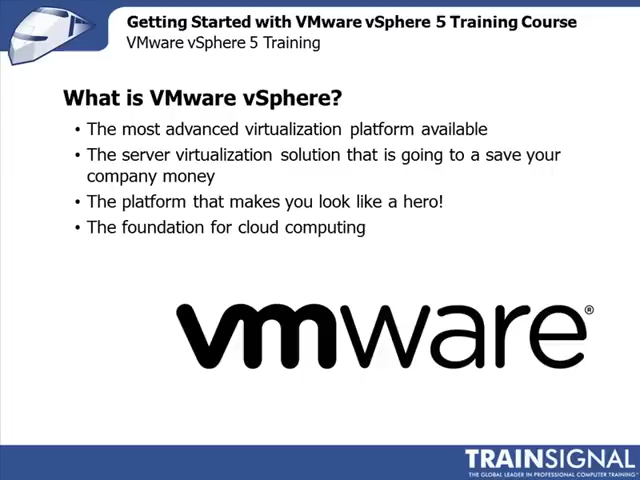 Getting Started with VMware vSphere 5 Training Course
VMware vSphere 5 Training
What is VMware vSphere?
• The most advanced virtualization platform available
• The server virtualization solution that is going to a save your
company money
• The platform that makes you look like a hero!
• The foundation for cloud computing
vmware®
TRAINSIGNAL
THE GLOBAL LEADER IN PROFESSIONAL COMPUTER TRAINING™